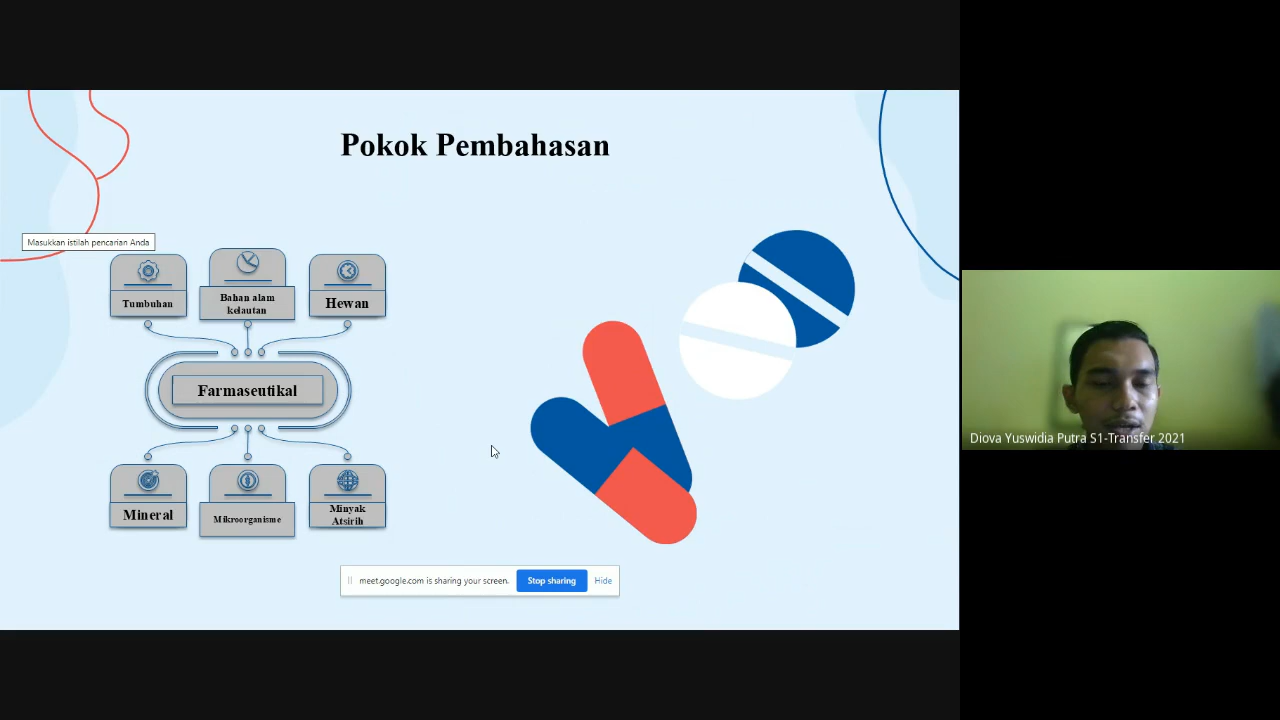 Pokok Pembahasan
Masukkan istilah pencarian Anda
Tumbuhan
Bahan alam
kelautan
Hewan
Farmaseutikal
Mineral
Mikroorganisme
Minyak
Atsirih
meet.google.com is sharing your screen.
Stop sharing
Hide
Diova Yuswidia Putra S1-Transfer 2021